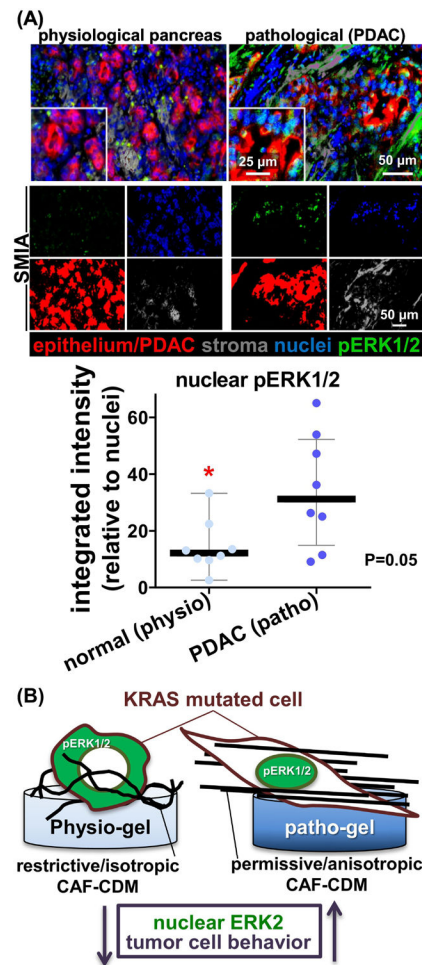 (A)
physiological pancreas
pathological (PDAC)
25 µm
50 µm
SMIA
50 µm
epithelium/PDAC stroma nuclei pERK1/2
nuclear pERK1/2
integrated intensity
(relative to nuclei)
60
40
20
0
*
P=0.05
normal (physio)
PDAC (patho)
(B)
KRAS mutated cell
pERK1/2
pERK1/2
Physio-gel
patho-gel
restrictive/isotropic
CAF-CDM
permissive/anisotropic
CAF-CDM
nuclear ERK2
tumor cell behavior